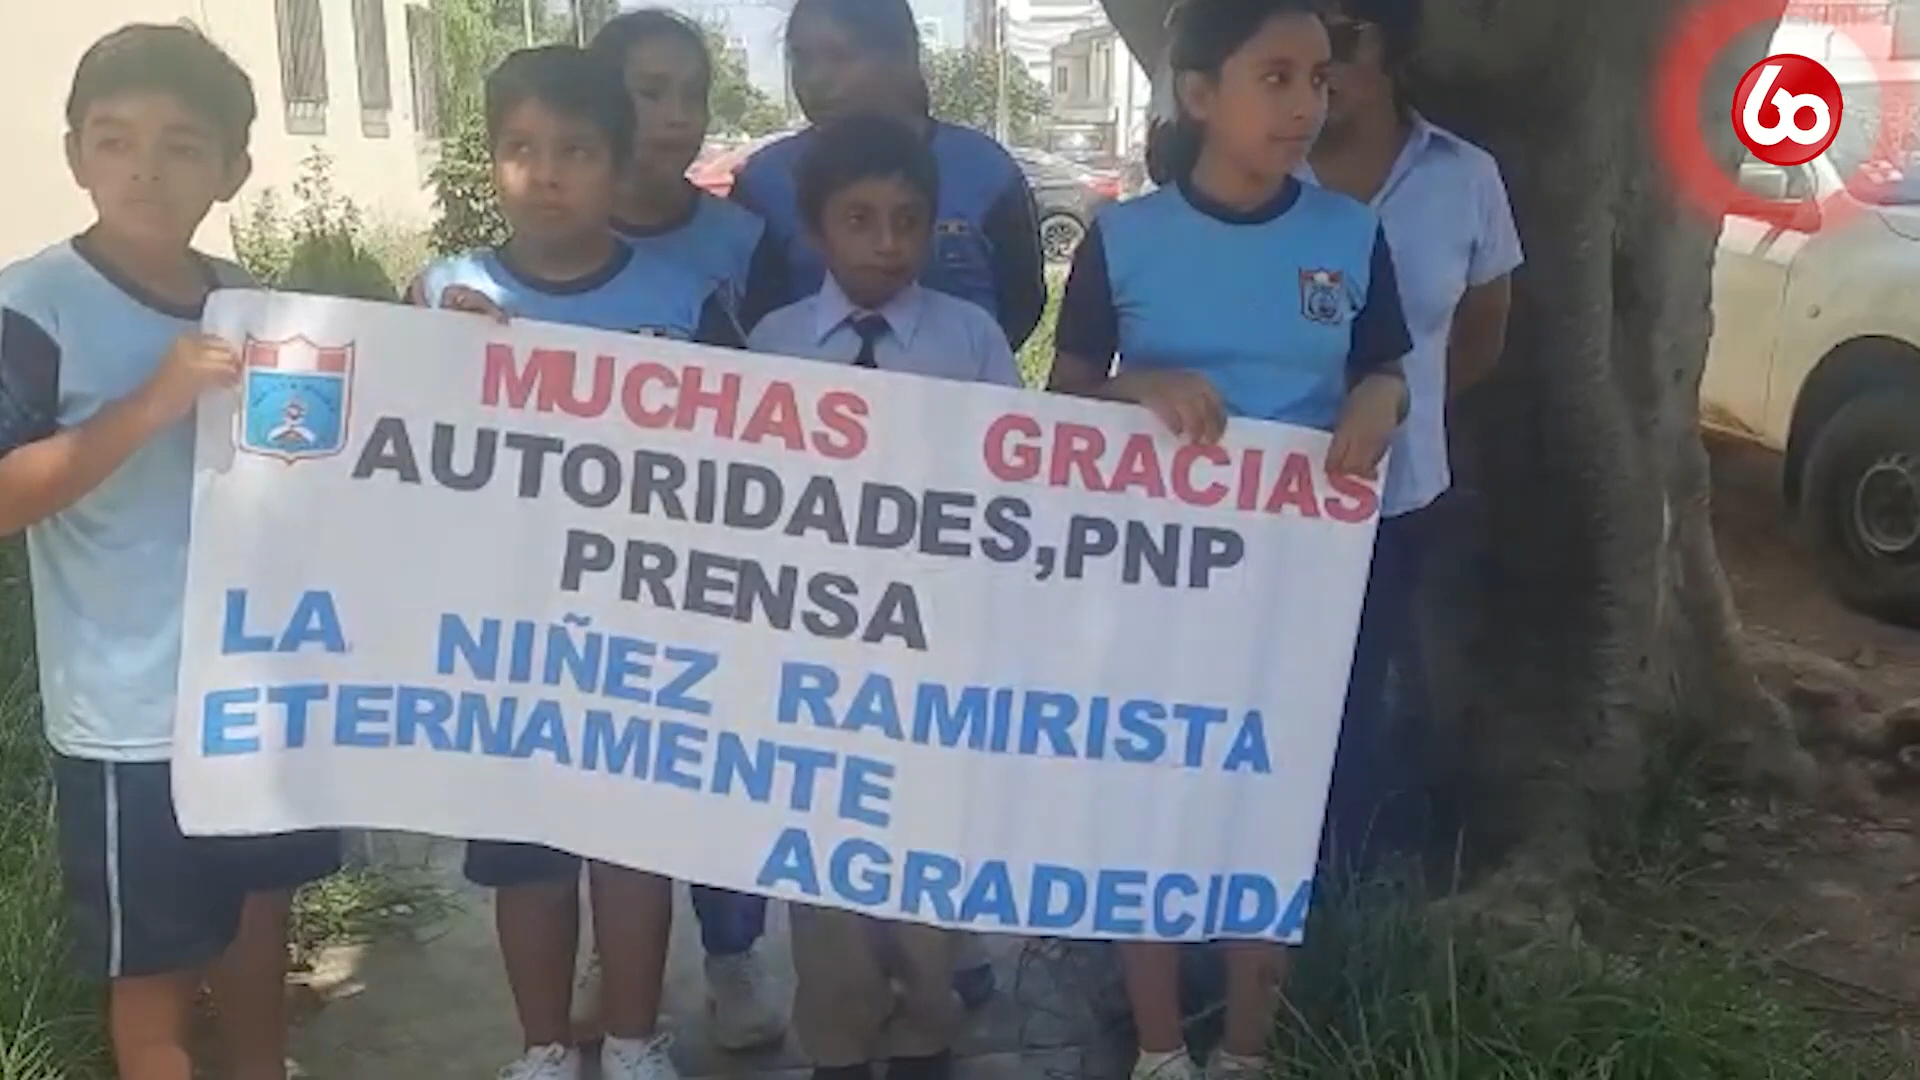 60
MUCHAS GRACIAS
AUTORIDADES,PNP
PRENSA
LA NIÑEZ RAMIRISTA
ETERNAMENTE
AGRADECIDA